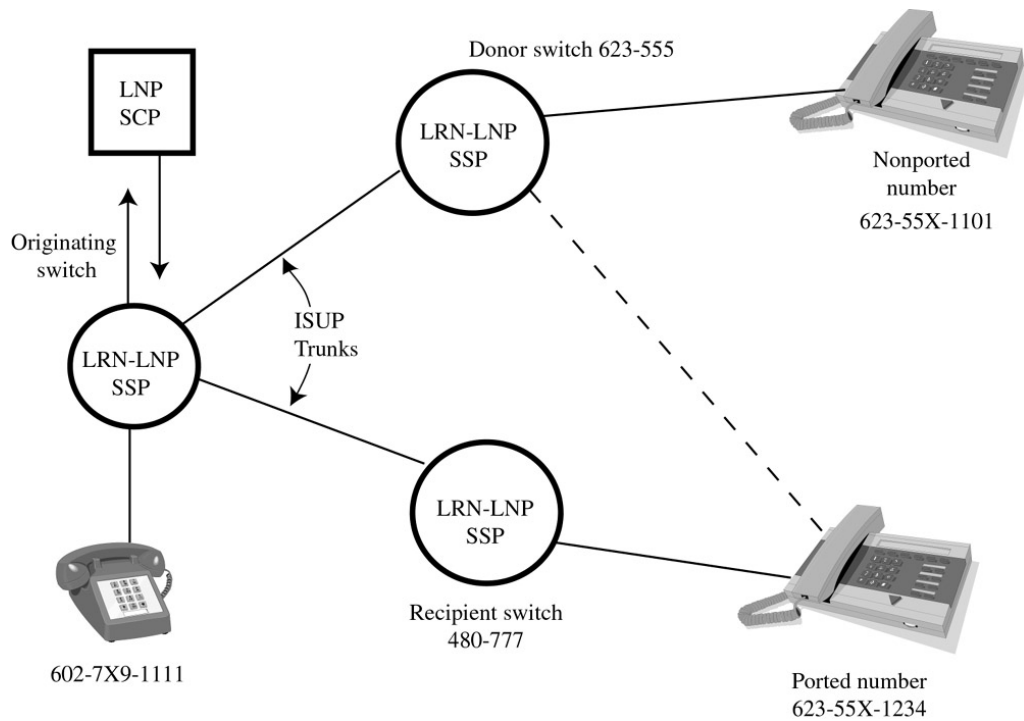 Donor switch 623-555
LNP
SCP
LRN-LNP
SSP
Nonported
number
623-55X-1101
Originating
switch
ISUP
Trunks
LRN-LNP
SSP
LRN-LNP
SSP
Recipient switch
480-777
602-7X9-1111
Ported number
623-55X-1234